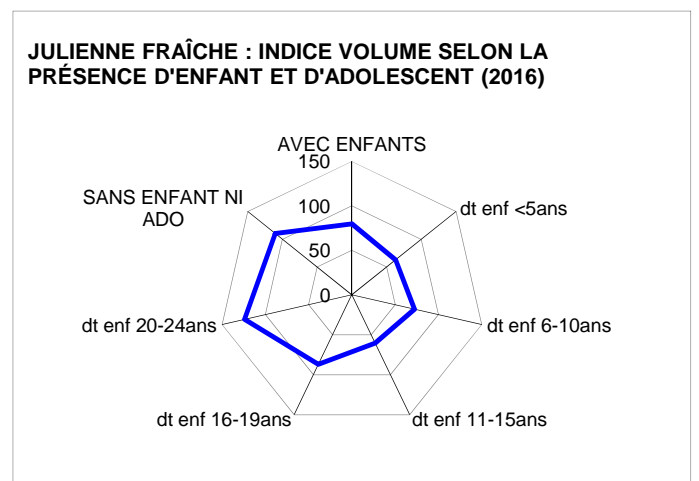 JULIENNE FRAÎCHE : INDICE VOLUME SELON LA
PRÉSENCE D'ENFANT ET D'ADOLESCENT (2016)
AVEC ENFANTS
150
100
50
0
dt enf <5ans
dt enf 6-10ans
dt enf 11-15ans
dt enf 16-19ans
dt enf 20-24ans
SANS ENFANT NI
ADO